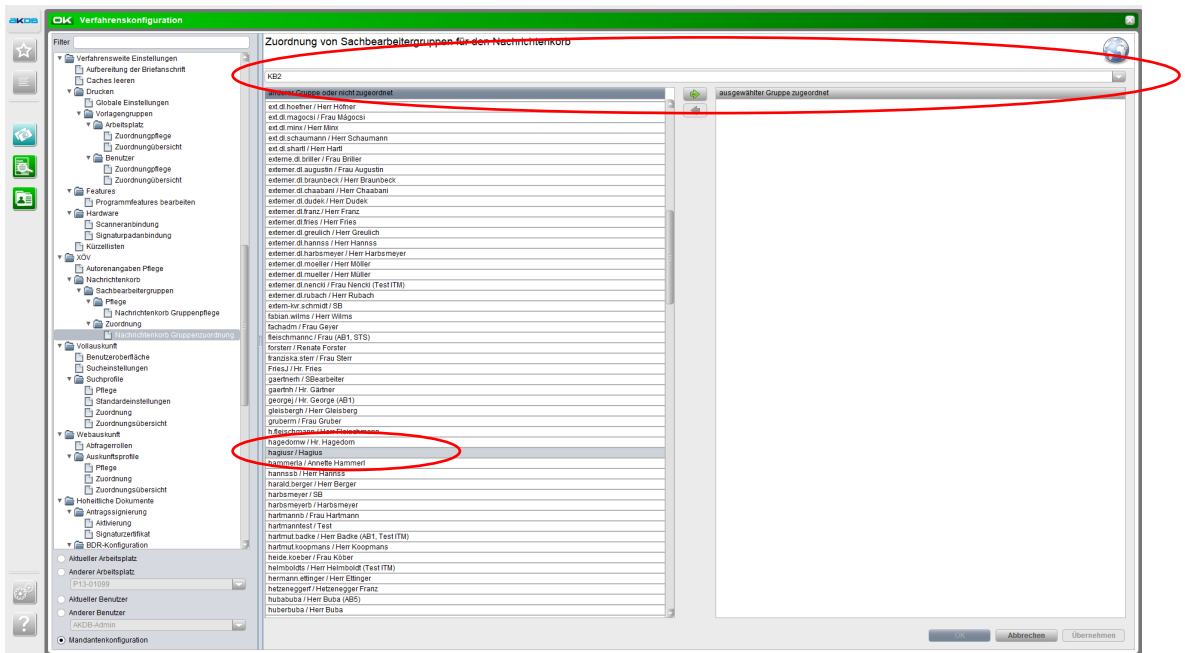 aKDB
OK Verfahrenskonfiguration
Filter
Verfahrensweite Einstellungen
Aufbereitung der Briefanschrift
Caches leeren
Drucken
Globale Einstellungen
Vorlagengruppen
Arbeitsplatz
Zuordnungpflege
Zuordnungübersicht
Benutzer
Zuordnungpflege
Zuordnungübersicht
Features
Programmfeatures bearbeiten
Hardware
Scanneranbindung
Signaturpadanbindung
Kürzellisten
XÖV
Autorenangaben Pflege
Nachrichtenkorb
Sachbearbeitergruppen
Pflege
Nachrichtenkorb Gruppenpflege
Zuordnung
Nachrichtenkorb Gruppenzuordnung
Vollauskunft
Benutzeroberfläche
Sucheinstellungen
Suchprofile
Pflege
Standardeinstellungen
Zuordnung
Zuordnungsübersicht
Webauskunft
Abfragerollen
Auskunftsprofile
Pflege
Zuordnung
Zuordnungsübersicht
Hoheitliche Dokumente
Antragssignierung
Aktivierung
Signaturzertifikat
BDR-Konfiguration
Aktueller Arbeitsplatz
Anderer Arbeitsplatz
P13-01099
Aktueller Benutzer
Anderer Benutzer
AKDB-Admin
Mandantenkonfiguration
Zuordnung von Sachbearbeitergruppen für den Nachrichtenkorb
KB2
anderer Gruppe oder nicht zugeordnet
ausgewählter Gruppe zugeordnet
ext.dl.hoefner / Herr Höfner
ext.dl.magocsi / Frau Mágocsi
ext.dl.minx / Herr Minx
ext.dl.schaumann / Herr Schaumann
ext.dl.shartl / Herr Hartl
externe.dl.briller / Frau Briller
externer.dl.augustin / Frau Augustin
externer.dl.braunbeck / Herr Braunbeck
externer.dl.chaabani / Herr Chaabani
externer.dl.dudek / Herr Dudek
externer.dl.franz / Herr Franz
externer.dl.fries / Herr Fries
externer.dl.greulich / Herr Greulich
externer.dl.hannss / Herr Hannss
externer.dl.harbsmeyer / Herr Harbsmeyer
externer.dl.moeller / Herr Möller
externer.dl.mueller / Herr Müller
externer.dl.nencki / Frau Nencki (Test ITM)
externer.dl.rubach / Herr Rubach
extern-kvr.schmidt / SB
fabian.wilms / Herr Wilms
fachadm / Frau Geyer
fleischmannc / Frau (AB1, STS)
forsterr / Renate Forster
franziska.sterr / Frau Sterr
FriesJ / Hr. Fries
gaertnerh / SBearbeiter
gaertnh / Hr. Gärtner
georgej / Hr. George (AB1)
gleisbergh / Herr Gleisberg
gruberm / Frau Gruber
h.fleischmann / Herr Fleischmann
hagedornw / Hr. Hagedorn
hagiusr / Hagius
hammerla / Annette Hammerl
hannssb / Herr Hannss
harald.berger / Herr Berger
harbsmeyer / SB
harbsmeyerb / Harbsmeyer
hartmannb / Frau Hartmann
hartmanntest / Test
hartmut.badke / Herr Badke (AB1, Test ITM)
hartmut.koopmans / Herr Koopmans
heide.koeber / Frau Köber
helmboldts / Herr Helmboldt (Test ITM)
hermann.ettinger / Herr Ettinger
hetzeneggerf / Hetzenegger Franz
hubabuba / Herr Buba (AB5)
huberbuba / Herr Buba
OK Abbrechen Übernehmen